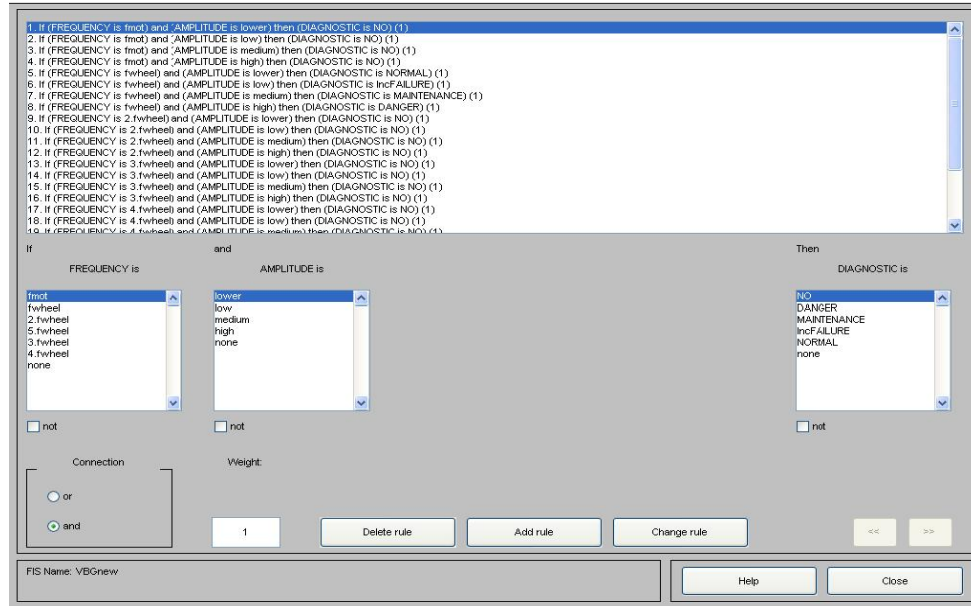 1. If (FREQUENCY is fmot) and (AMPLITUDE is lower) then (DIAGNOSTIC is NO) (1)
2. If (FREQUENCY is fmot) and (AMPLITUDE is low) then (DIAGNOSTIC is NO) (1)
3. If (FREQUENCY is fmot) and (AMPLITUDE is medium) then (DIAGNOSTIC is NO) (1)
4. If (FREQUENCY is fmot) and (AMPLITUDE is high) then (DIAGNOSTIC is NO) (1)
5. If (FREQUENCY is fwheel) and (AMPLITUDE is lower) then (DIAGNOSTIC is NORMAL) (1)
6. If (FREQUENCY is fwheel) and (AMPLITUDE is low) then (DIAGNOSTIC is IncFAILURE) (1)
7. If (FREQUENCY is fwheel) and (AMPLITUDE is medium) then (DIAGNOSTIC is MAINTENANCE) (1)
8. If (FREQUENCY is fwheel) and (AMPLITUDE is high) then (DIAGNOSTIC is DANGER) (1)
9. If (FREQUENCY is 2.fwheel) and (AMPLITUDE is lower) then (DIAGNOSTIC is NO) (1)
10. If (FREQUENCY is 2.fwheel) and (AMPLITUDE is low) then (DIAGNOSTIC is NO) (1)
11. If (FREQUENCY is 2.fwheel) and (AMPLITUDE is medium) then (DIAGNOSTIC is NO) (1)
12. If (FREQUENCY is 2.fwheel) and (AMPLITUDE is high) then (DIAGNOSTIC is NO) (1)
13. If (FREQUENCY is 3.fwheel) and (AMPLITUDE is lower) then (DIAGNOSTIC is NO) (1)
14. If (FREQUENCY is 3.fwheel) and (AMPLITUDE is low) then (DIAGNOSTIC is NO) (1)
15. If (FREQUENCY is 3.fwheel) and (AMPLITUDE is medium) then (DIAGNOSTIC is NO) (1)
16. If (FREQUENCY is 3.fwheel) and (AMPLITUDE is high) then (DIAGNOSTIC is NO) (1)
17. If (FREQUENCY is 4.fwheel) and (AMPLITUDE is lower) then (DIAGNOSTIC is NO) (1)
18. If (FREQUENCY is 4.fwheel) and (AMPLITUDE is low) then (DIAGNOSTIC is NO) (1)
19. If (FREQUENCY is 4.fwheel) and (AMPLITUDE is medium) then (DIAGNOSTIC is NO) (1)
If and Then
FREQUENCY is AMPLITUDE is DIAGNOSTIC is
fmot
fwheel
2.fwheel
5.fwheel
3.fwheel
4.fwheel
none
lower
low
medium
high
none
NO
DANGER
MAINTENANCE
IncFAILURE
NORMAL
none
not not not
Connection Weight:
or
and 1 Delete rule Add rule Change rule << >>
FIS Name: VBGnew Help Close